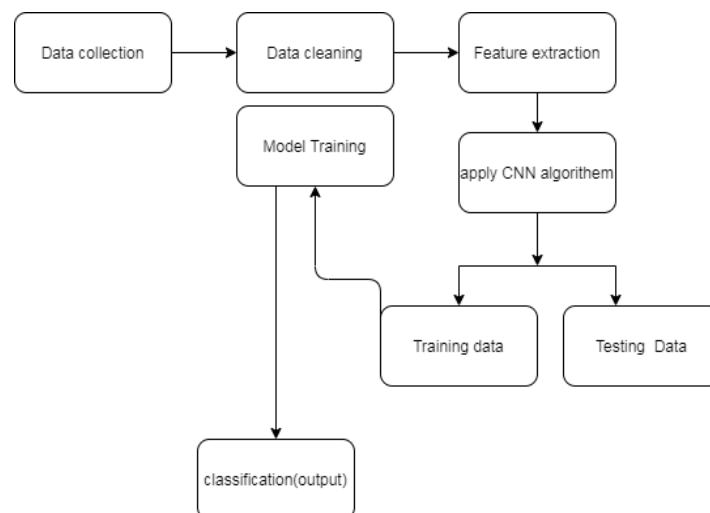 Data collection
Data cleaning
Feature extraction
Model Training
apply CNN algorithem
Training data
Testing Data
classification(output)